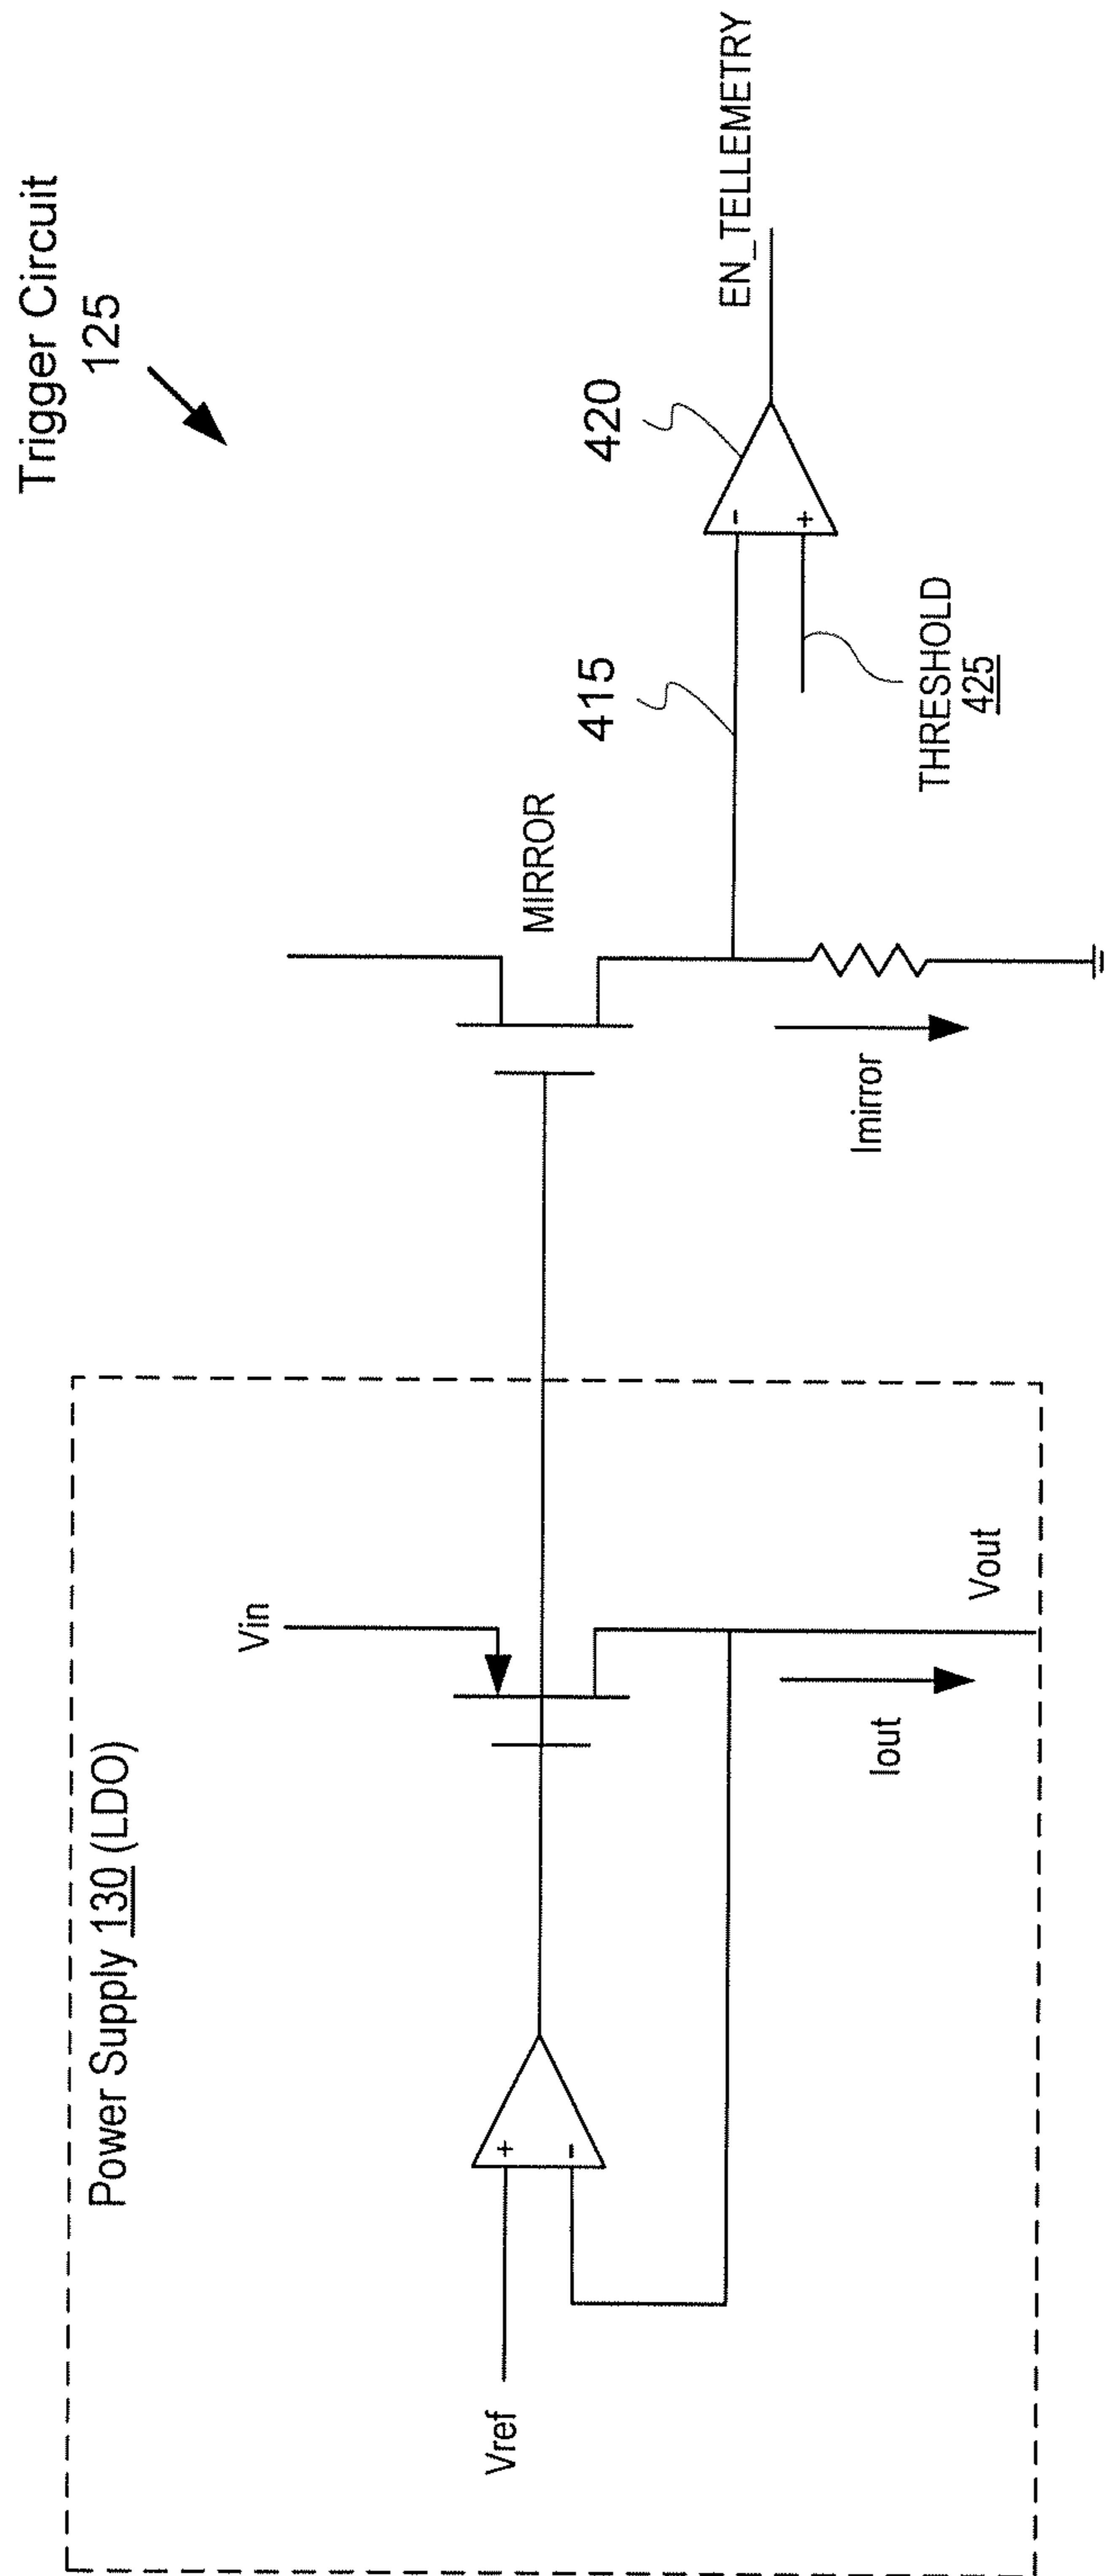 Trigger Circuit
125
Power Supply 130 (LDO)
Vref
+
-
Vin
Iout
Vout
MIRROR
Imirror
415
THRESHOLD
425
420
-
+
EN_TELLEMETRY